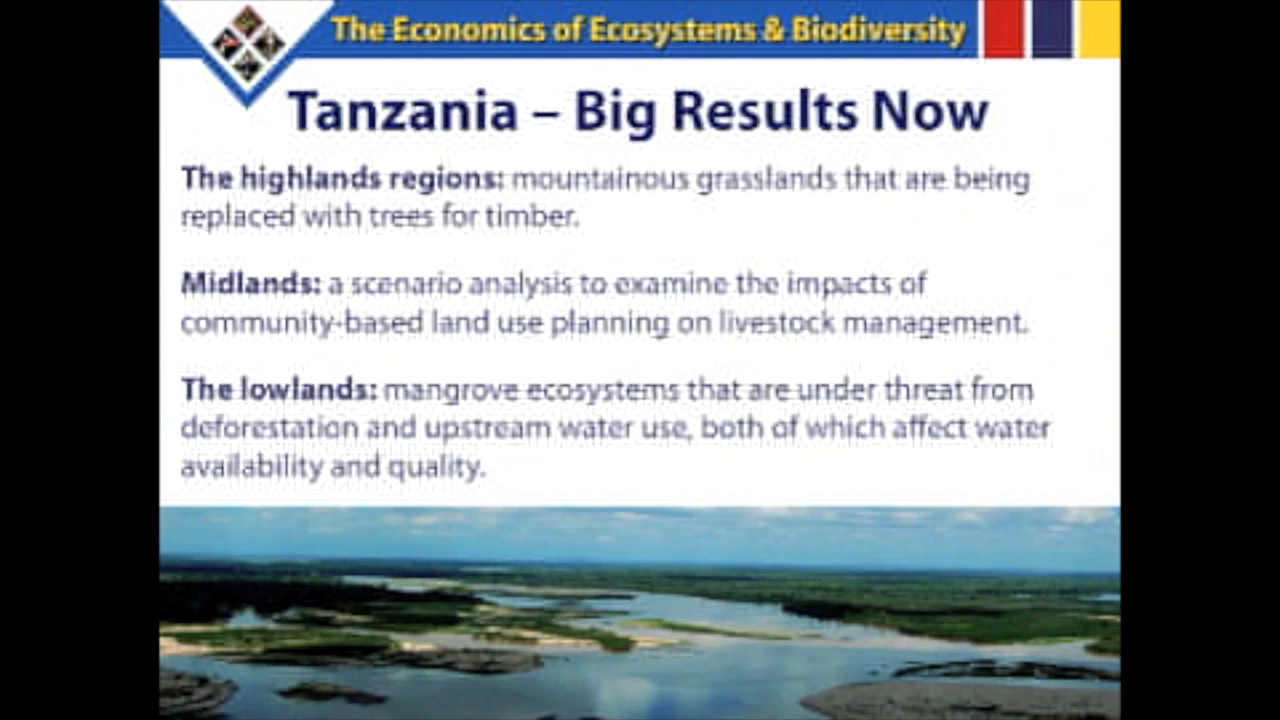 The Economics of Ecosystems & Biodiversity
Tanzania – Big Results Now
The highlands regions: mountainous grasslands that are being
replaced with trees for timber.
Midlands: a scenario analysis to examine the impacts of
community-based land use planning on livestock management.
The lowlands: mangrove ecosystems that are under threat from
deforestation and upstream water use, both of which affect water
availability and quality.